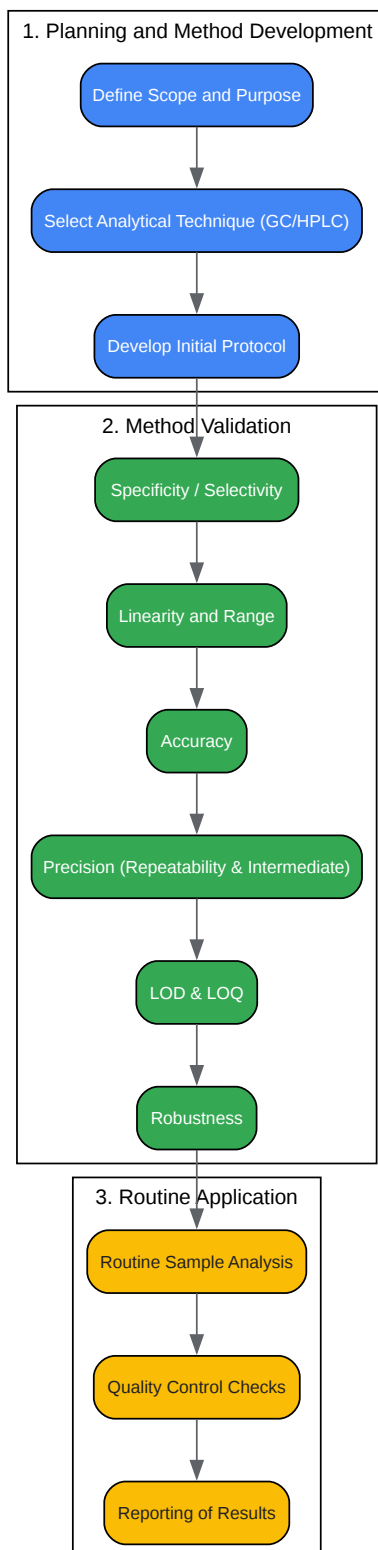 1. Planning and Method Development
Define Scope and Purpose
Select Analytical Technique (GC/HPLC)
Develop Initial Protocol
2. Method Validation
Specificity / Selectivity
Linearity and Range
Accuracy
Precision (Repeatability & Intermediate)
LOD & LOQ
Robustness
3. Routine Application
Routine Sample Analysis
Quality Control Checks
Reporting of Results